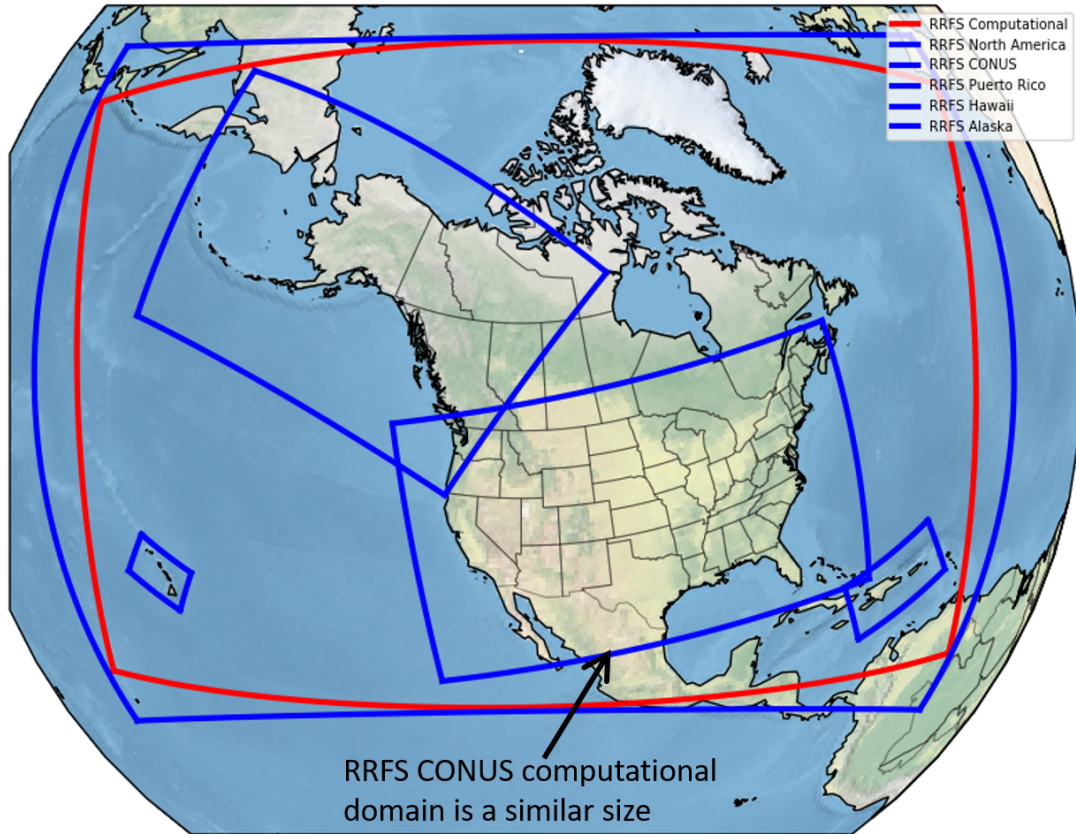 RRFS Computational
RRFS North America
RRFS CONUS
RRFS Puerto Rico
RRFS Hawaii
RRFS Alaska
RRFS CONUS computational
domain is a similar size